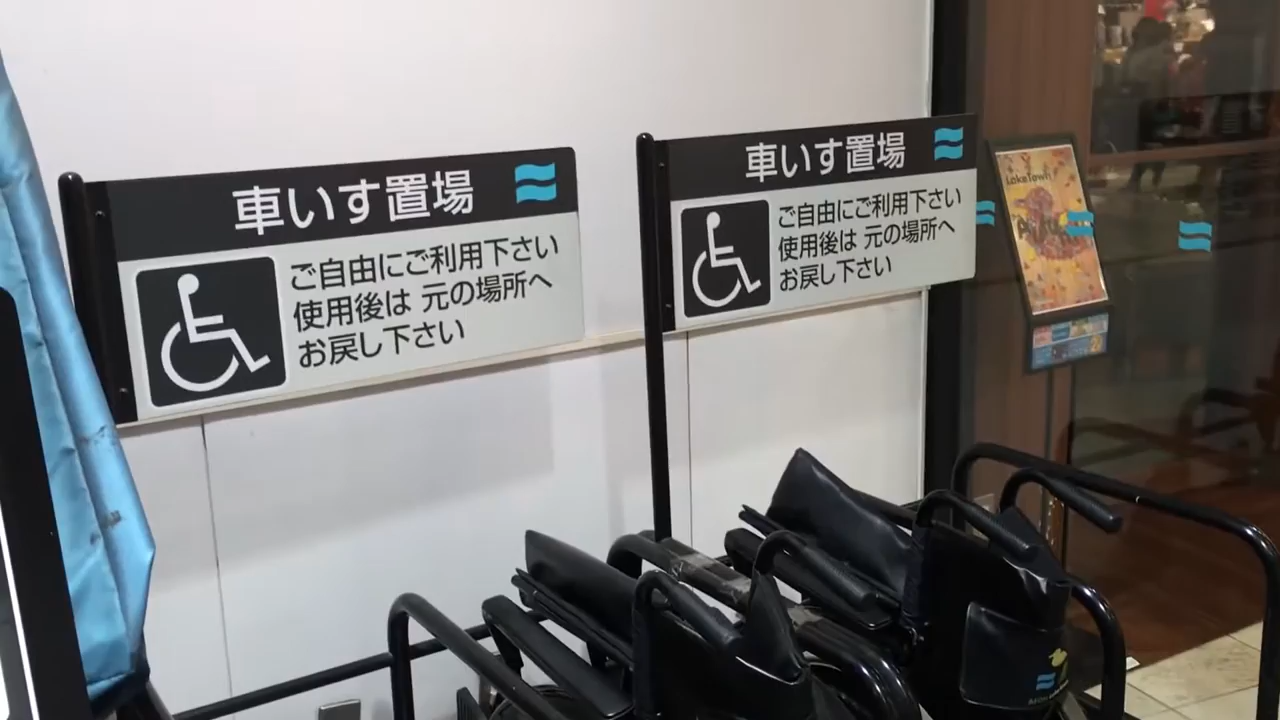 車いす置場
ご自由にご利用下さい
使用後は 元の場所へ
お戻し下さい
車いす置場
ご自由にご利用下さい
使用後は 元の場所へ
お戻し下さい
LakeTown